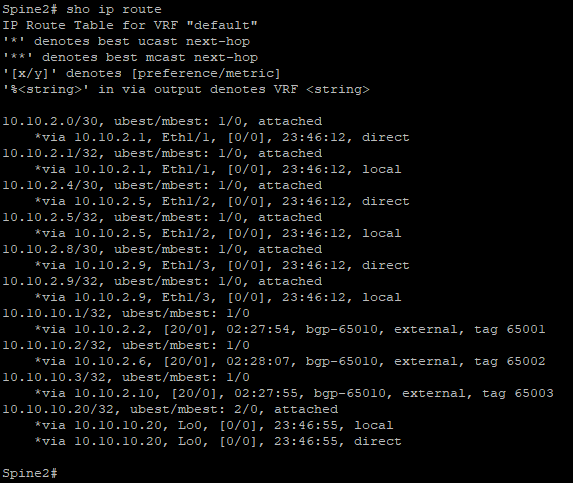 Spine2# sho ip route
IP Route Table for VRF "default"
'*' denotes best ucast next-hop
'**' denotes best mcast next-hop
'[x/y]' denotes [preference/metric]
'%<string>' in via output denotes VRF <string>

10.10.2.0/30, ubest/mbest: 1/0, attached
    *via 10.10.2.1, Eth1/1, [0/0], 23:46:12, direct
10.10.2.1/32, ubest/mbest: 1/0, attached
    *via 10.10.2.1, Eth1/1, [0/0], 23:46:12, local
10.10.2.4/30, ubest/mbest: 1/0, attached
    *via 10.10.2.5, Eth1/2, [0/0], 23:46:12, direct
10.10.2.5/32, ubest/mbest: 1/0, attached
    *via 10.10.2.5, Eth1/2, [0/0], 23:46:12, local
10.10.2.8/30, ubest/mbest: 1/0, attached
    *via 10.10.2.9, Eth1/3, [0/0], 23:46:12, direct
10.10.2.9/32, ubest/mbest: 1/0, attached
    *via 10.10.2.9, Eth1/3, [0/0], 23:46:12, local
10.10.10.1/32, ubest/mbest: 1/0
    *via 10.10.2.2, [20/0], 02:27:54, bgp-65010, external, tag 65001
10.10.10.2/32, ubest/mbest: 1/0
    *via 10.10.2.6, [20/0], 02:28:07, bgp-65010, external, tag 65002
10.10.10.3/32, ubest/mbest: 1/0
    *via 10.10.2.10, [20/0], 02:27:55, bgp-65010, external, tag 65003
10.10.10.20/32, ubest/mbest: 2/0, attached
    *via 10.10.10.20, Lo0, [0/0], 23:46:55, local
    *via 10.10.10.20, Lo0, [0/0], 23:46:55, direct

Spine2#